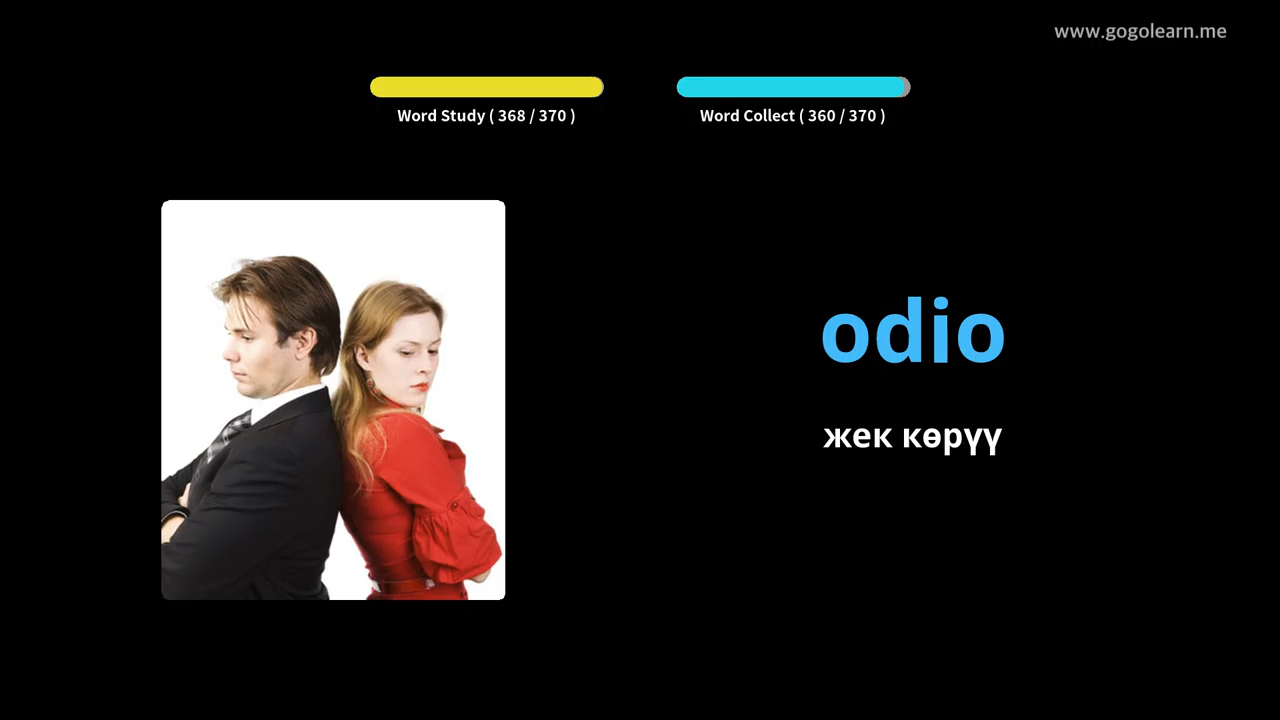 www.gogolearn.me
Word Study ( 368 / 370 )
Word Collect ( 360 / 370 )
odio
жек көрүү